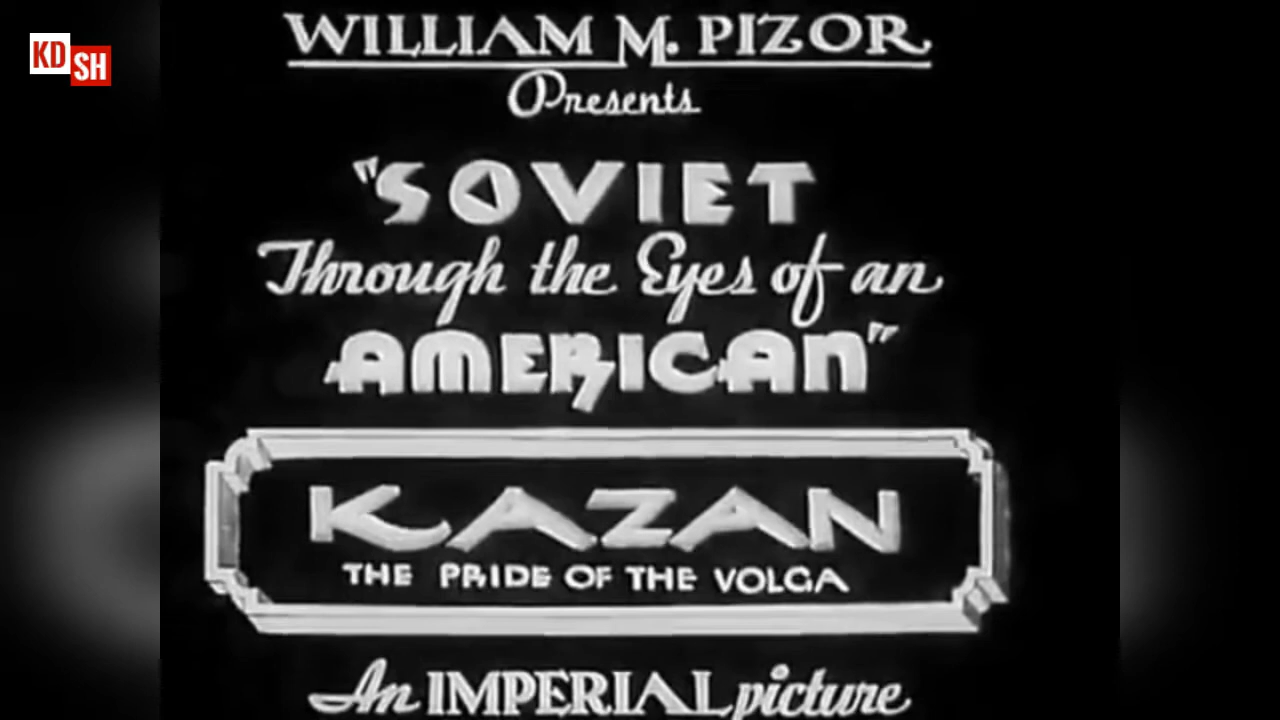 KD
SH
WILLIAM M. PIZOR
Presents
"SOVIET
Through the Eyes of an
AMERICAN"
KAZAN
THE PRIDE OF THE VOLGA
An IMPERIAL picture